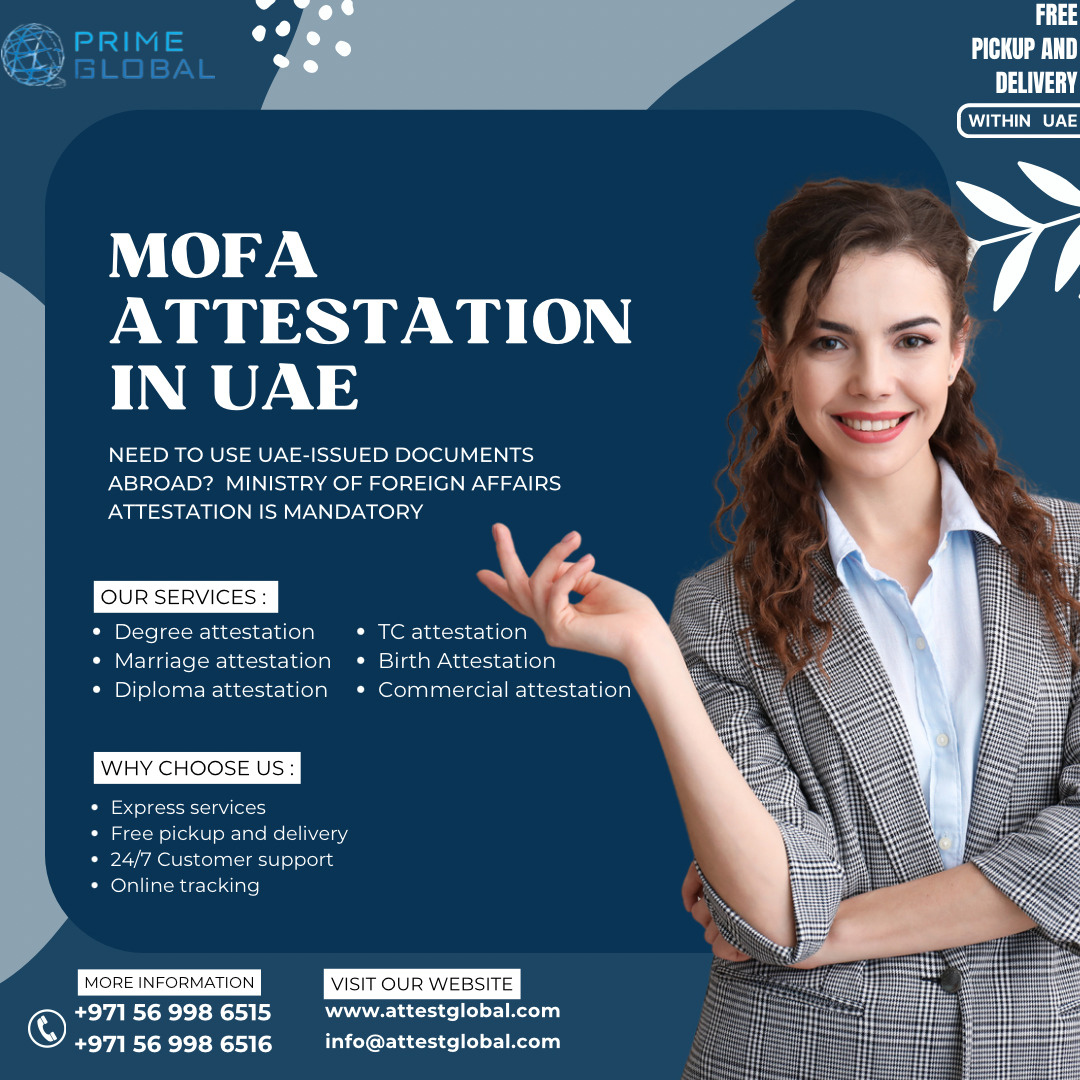 PRIME
GLOBAL
FREE
PICKUP AND
DELIVERY
WITHIN UAE
MOFA
ATTESTATION
IN UAE
NEED TO USE UAE-ISSUED DOCUMENTS
ABROAD? MINISTRY OF FOREIGN AFFAIRS
ATTESTATION IS MANDATORY
OUR SERVICES :
• Degree attestation
• Marriage attestation
• Diploma attestation
• TC attestation
• Birth Attestation
• Commercial attestation
WHY CHOOSE US :
• Express services
• Free pickup and delivery
• 24/7 Customer support
• Online tracking
MORE INFORMATION
+971 56 998 6515
+971 56 998 6516
VISIT OUR WEBSITE
www.attestglobal.com
info@attestglobal.com